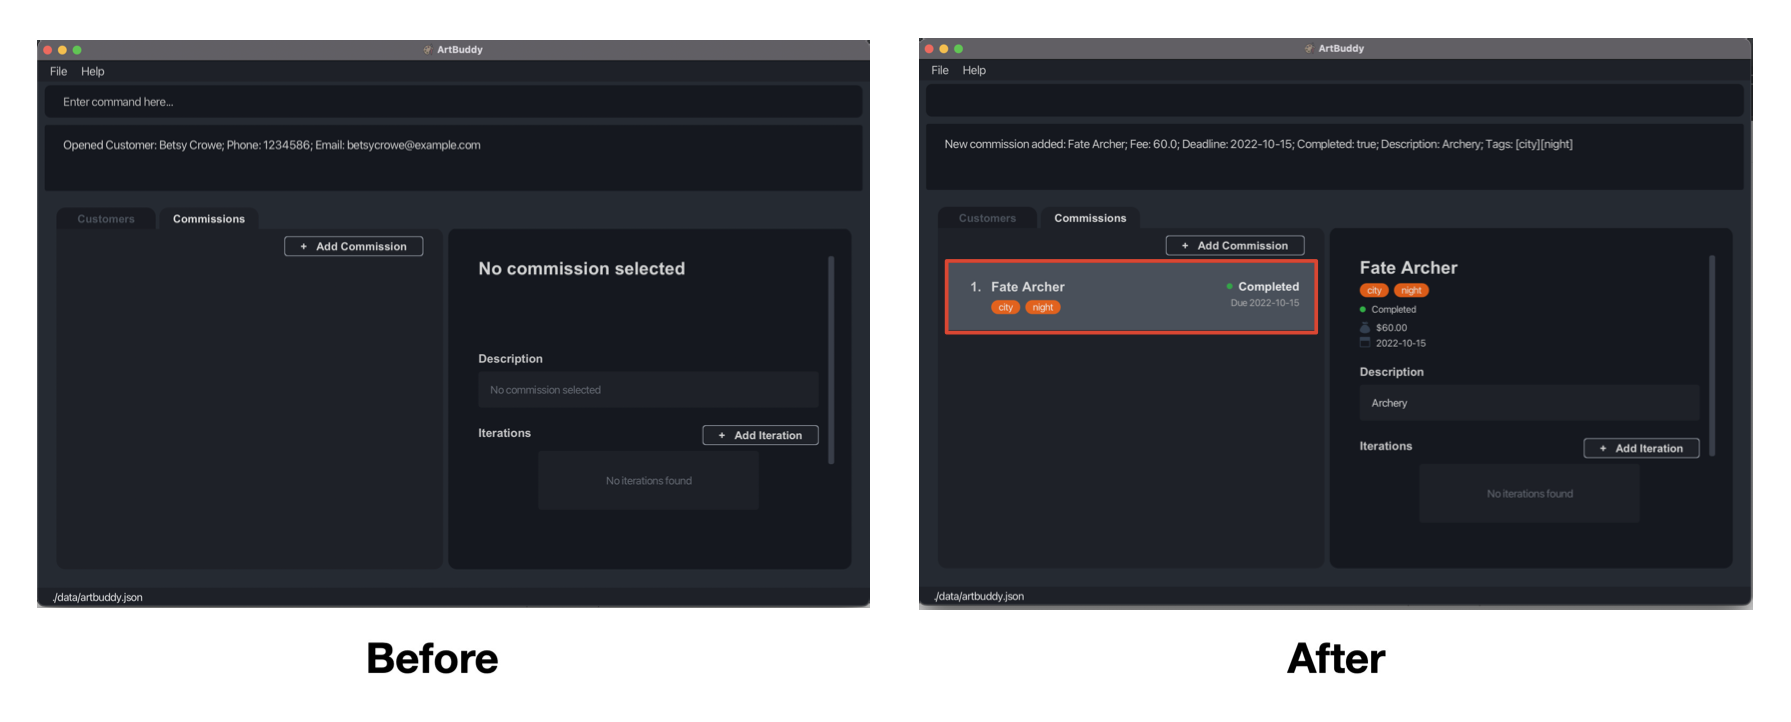 ArtBuddy
File Help
Enter command here...
Opened Customer: Betsy Crowe; Phone: 1234586; Email: betsycrowe@example.com
Customers Commissions
+ Add Commission
No commission selected
Description
No commission selected
Iterations
+ Add Iteration
No iterations found
./data/artbuddy.json
Before
ArtBuddy
File Help
New commission added: Fate Archer; Fee: 60.0; Deadline: 2022-10-15; Completed: true; Description: Archery; Tags: [city][night]
Customers Commissions
+ Add Commission
1. Fate Archer Completed
city night Due 2022-10-15
Fate Archer
city night
Completed
$60.00
2022-10-15
Description
Archery
Iterations
+ Add Iteration
No iterations found
./data/artbuddy.json
After